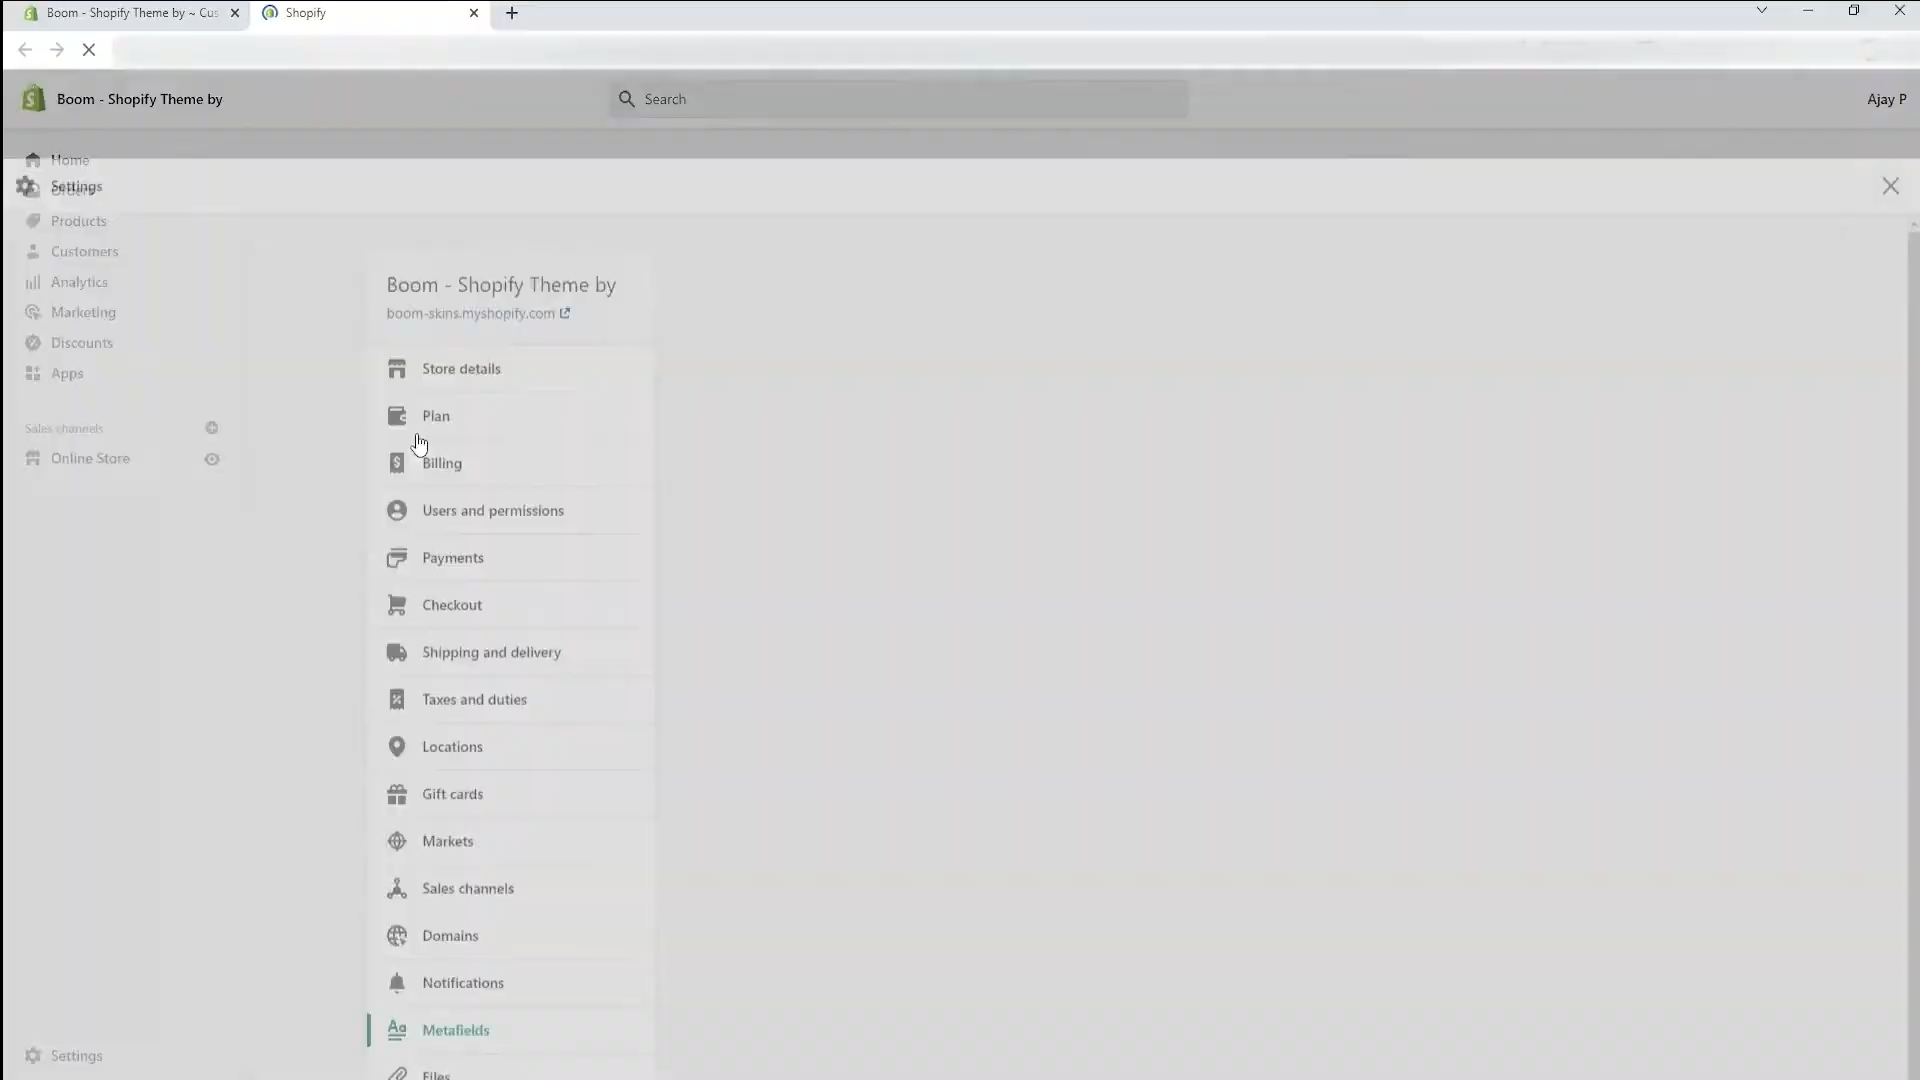 Boom - Shopify Theme by ~ Cus
Shopify
Boom - Shopify Theme by
Search
Ajay P
Home
Settings
Orders
Products
Customers
Analytics
Marketing
Discounts
Apps
Sales channels
Online Store
Settings
Boom - Shopify Theme by
boom-skins.myshopify.com
Store details
Plan
Billing
Users and permissions
Payments
Checkout
Shipping and delivery
Taxes and duties
Locations
Gift cards
Markets
Sales channels
Domains
Notifications
Metafields
Files